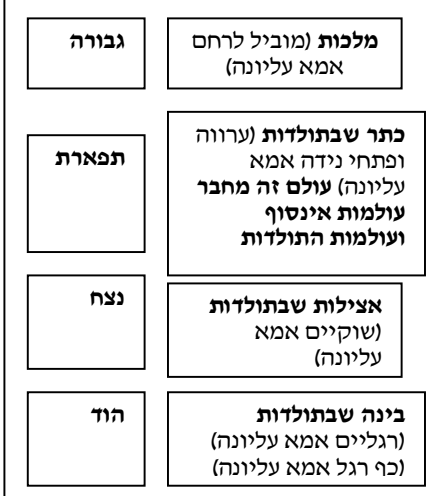 מלכות (מוביל לרחם
אמא עליונה)
גבורה
כתר שבתולדות (ערווה
ופתחי נידה אמא
עליונה) עולם זה מחבר
עולמות אינסוף
ועולמות התולדות
תפארת
אצילות שבתולדות
(שוקיים אמא
עליונה)
נצח
בינה שבתולדות
(רגליים אמא עליונה)
(כף רגל אמא עליונה)
הוד